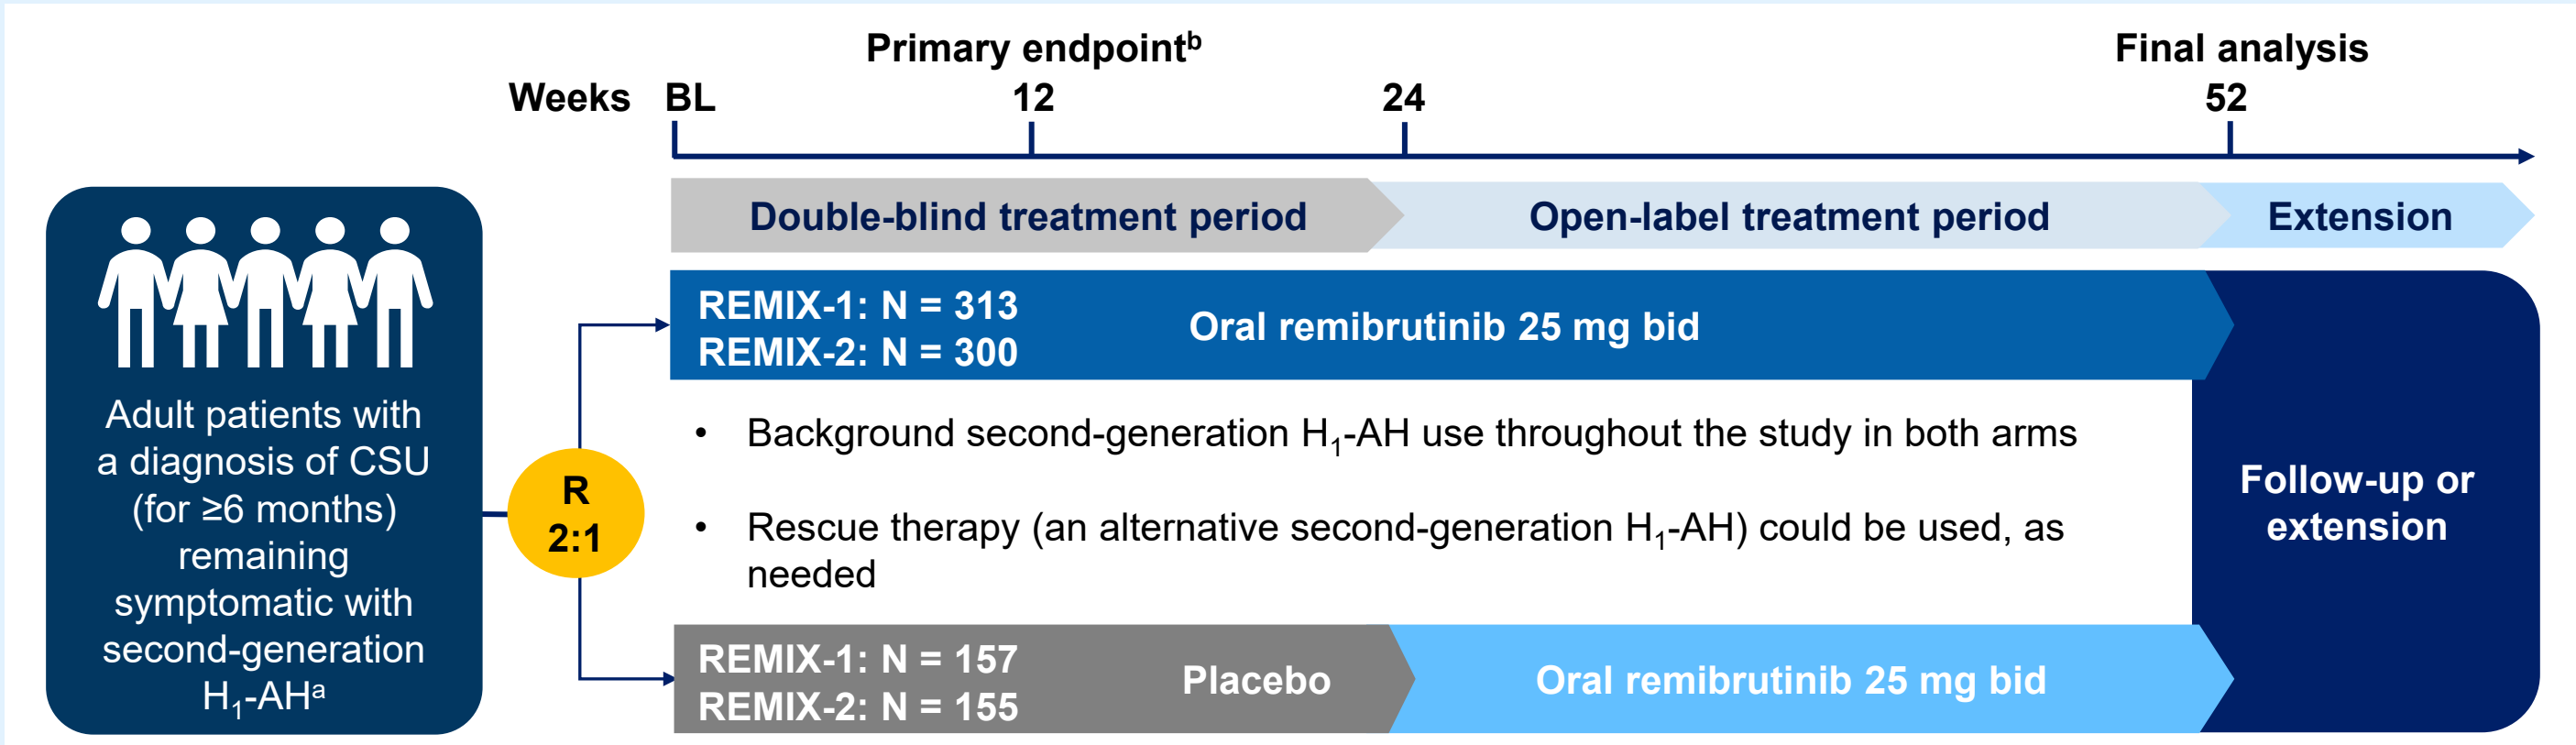 Primary endpointᵇ
Final analysis
Weeks BL 12 24 52
Double-blind treatment period
Open-label treatment period
Extension
Adult patients with
a diagnosis of CSU
(for ≥6 months)
remaining
symptomatic with
second-generation
H₁-AHᵃ
R
2:1
REMIX-1: N = 313
REMIX-2: N = 300
Oral remibrutinib 25 mg bid
• Background second-generation H₁-AH use throughout the study in both arms
• Rescue therapy (an alternative second-generation H₁-AH) could be used, as
needed
REMIX-1: N = 157
REMIX-2: N = 155
Placebo
Oral remibrutinib 25 mg bid
Follow-up or
extension